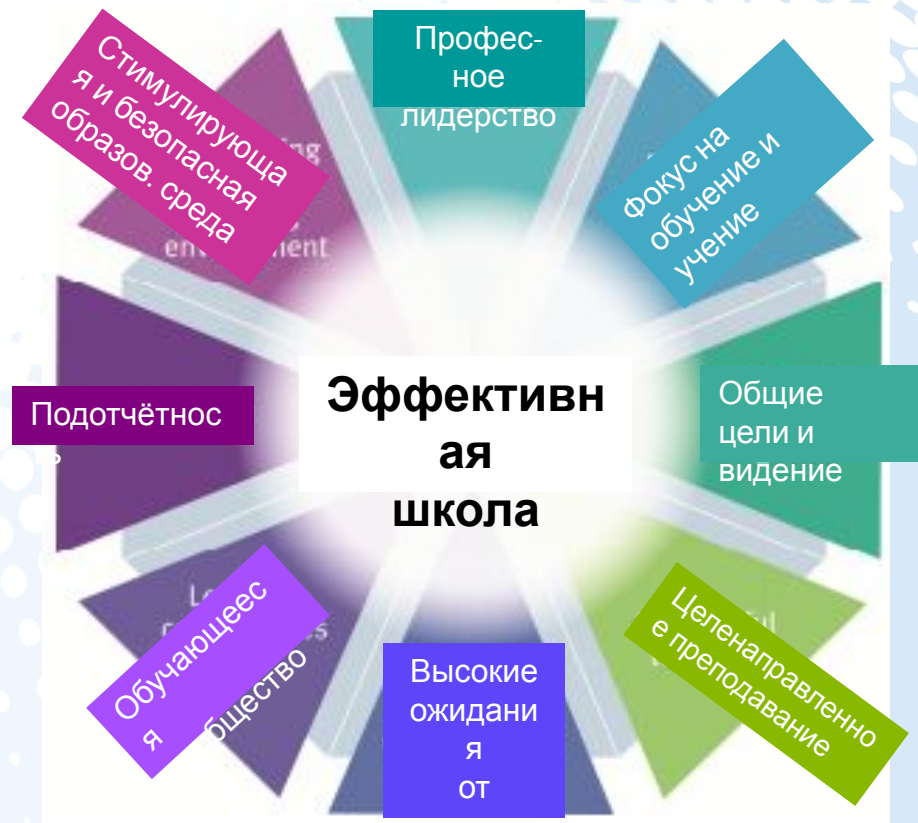 Профес-
ное
лидерство
Стимулирующа
я и безопасная
образов. среда
Фокус на
обучение и
учение
Подотчётнос
ь
Эффективн
ая
школа
Общие
цели и
видение
Обучающеес
я
бщество
Высокие
ожидани
я
от
Целенаправленно
е преподавание